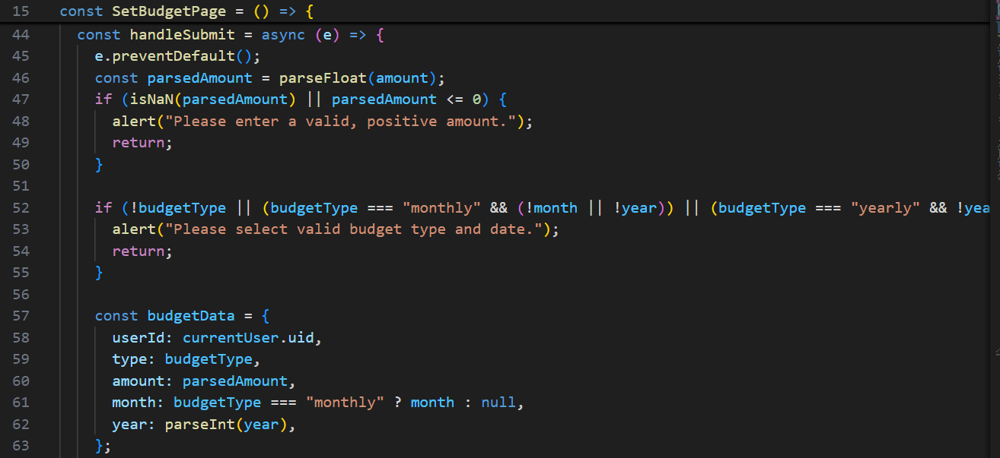 15 const SetBudgetPage = () => {
44 const handleSubmit = async (e) => {
45 e.preventDefault();
46 const parsedAmount = parseFloat(amount);
47 if (isNaN(parsedAmount) || parsedAmount <= 0) {
48 alert("Please enter a valid, positive amount.");
49 return;
50 }
51
52 if (!budgetType || (budgetType === "monthly" && (!month || !year)) || (budgetType === "yearly" && !yea
53 alert("Please select valid budget type and date.");
54 return;
55 }
56
57 const budgetData = {
58 userId: currentUser.uid,
59 type: budgetType,
60 amount: parsedAmount,
61 month: budgetType === "monthly" ? month : null,
62 year: parseInt(year),
63 };